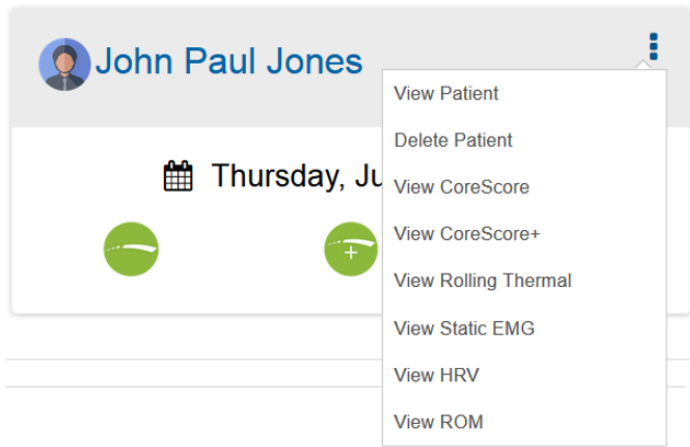 John Paul Jones
View Patient
Delete Patient
Thursday, Ju
View CoreScore
View CoreScore+
View Rolling Thermal
View Static EMG
View HRV
View ROM